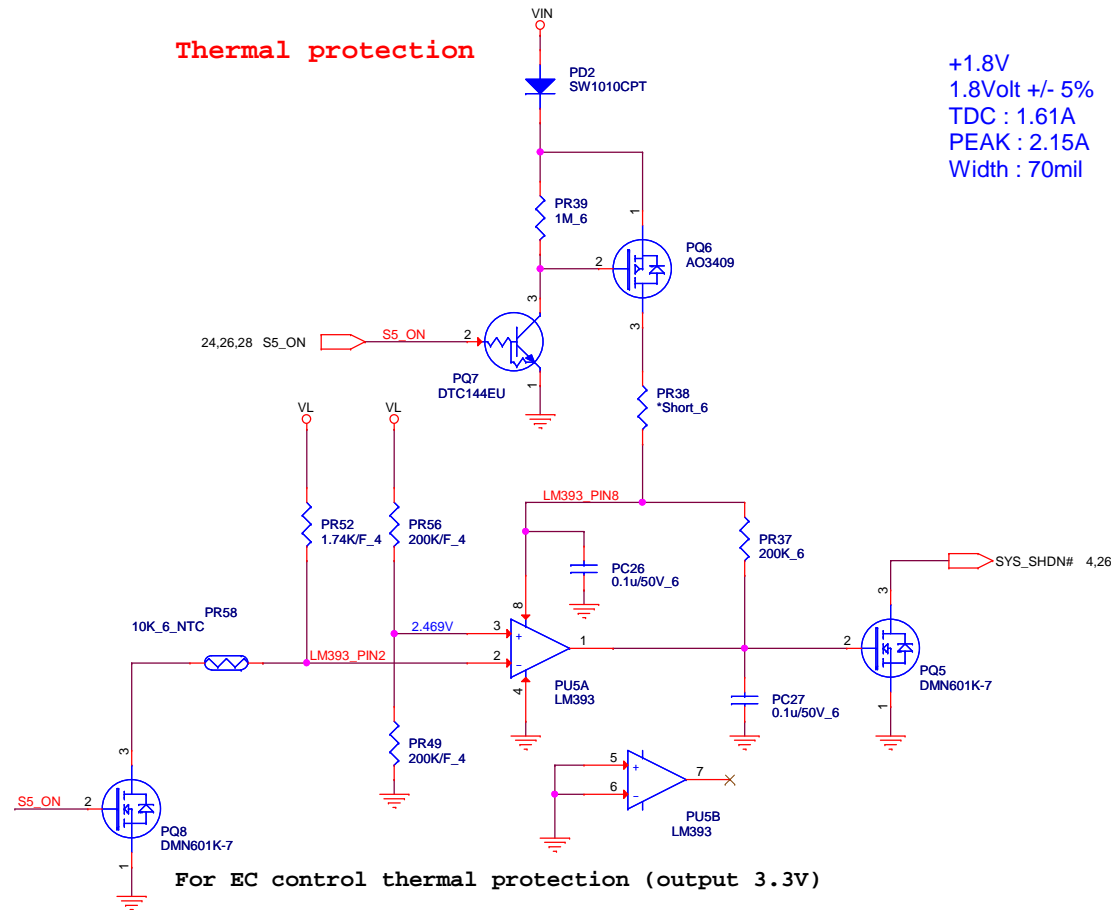 VIN
Thermal protection
PD2
SW1010CPT
+1.8V
1.8Volt +/- 5%
TDC : 1.61A
PEAK : 2.15A
Width : 70mil
PR39
1M_6
1
PQ6
AO3409
2
3
3
24,26,28 S5_ON
S5_ON
2
PQ7
DTC144EU
1
PR38
*Short_6
VL
VL
LM393_PIN8
PR52
1.74K/F_4
PR56
200K/F_4
PR37
200K_6
PC26
0.1u/50V_6
SYS_SHDN# 4,26
PR58
10K_6_NTC
8
3
2.469V
3
+
1
2
PQ5
DMN601K-7
LM393_PIN2
2
-
4
PU5A
LM393
1
PC27
0.1u/50V_6
PR49
200K/F_4
3
5
+
7
6
-
S5_ON
2
PU5B
LM393
PQ8
DMN601K-7
1
For EC control thermal protection (output 3.3V)